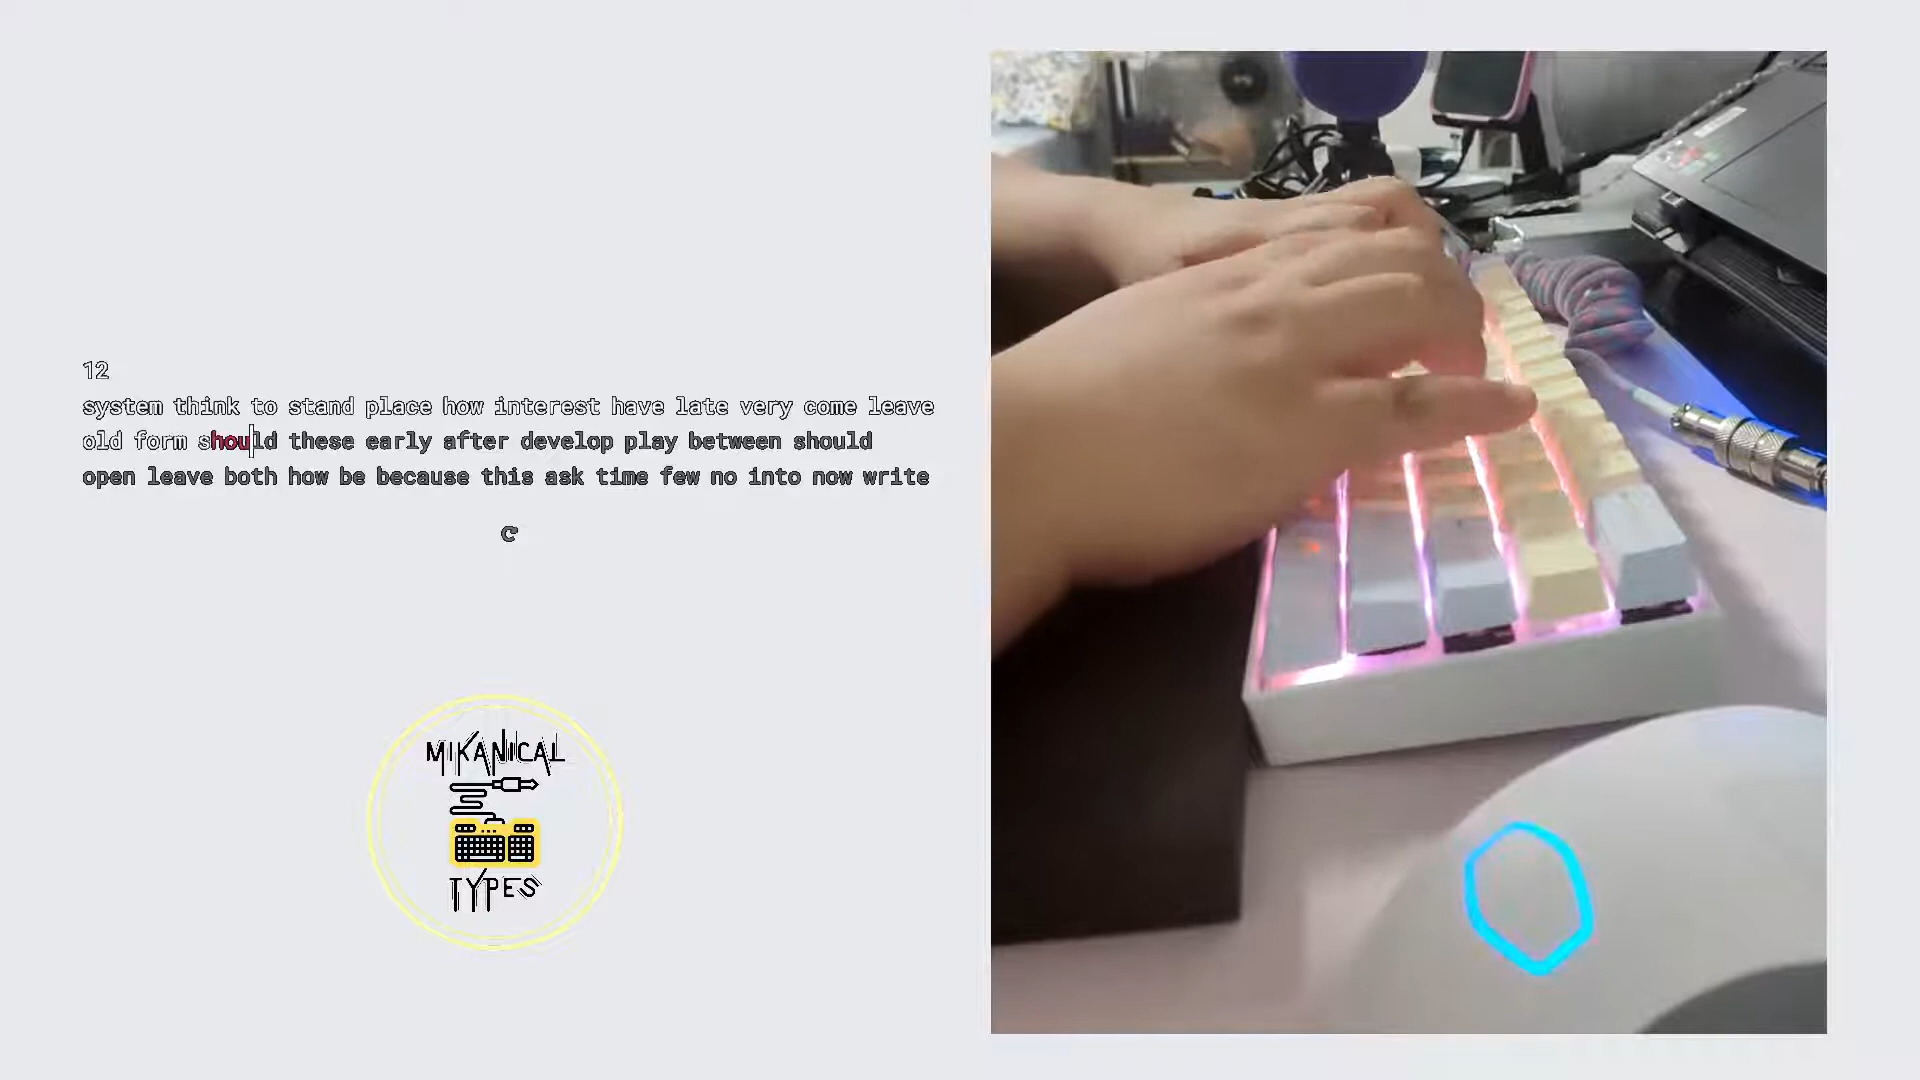 12
system think to stand place how interest have late very come leave
old form should these early after develop play between should
open leave both how be because this ask time few no into now write
MIKANICAL
TYPES